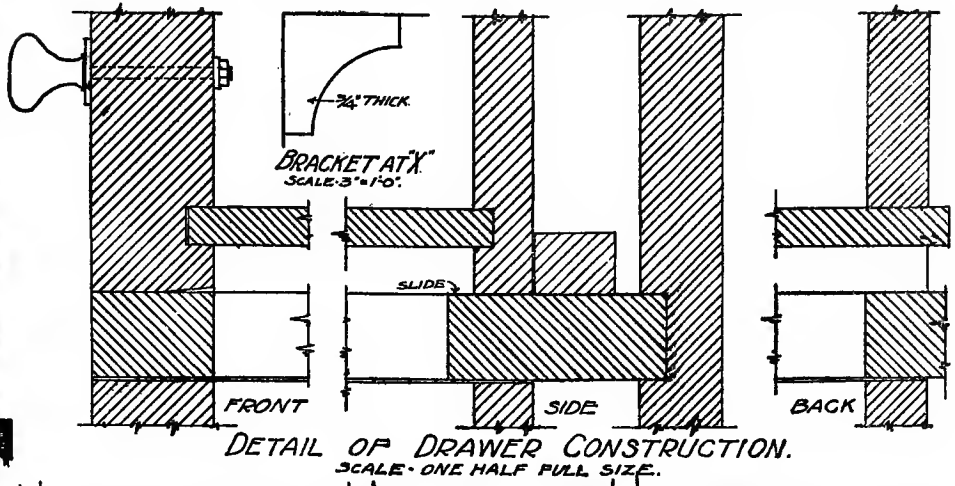 3/4" THICK.
BRACKET AT "X"
SCALE-3"=1'-0".
SLIDE
FRONT
SIDE
BACK
DETAIL OF DRAWER CONSTRUCTION.
SCALE-ONE HALF FULL SIZE.